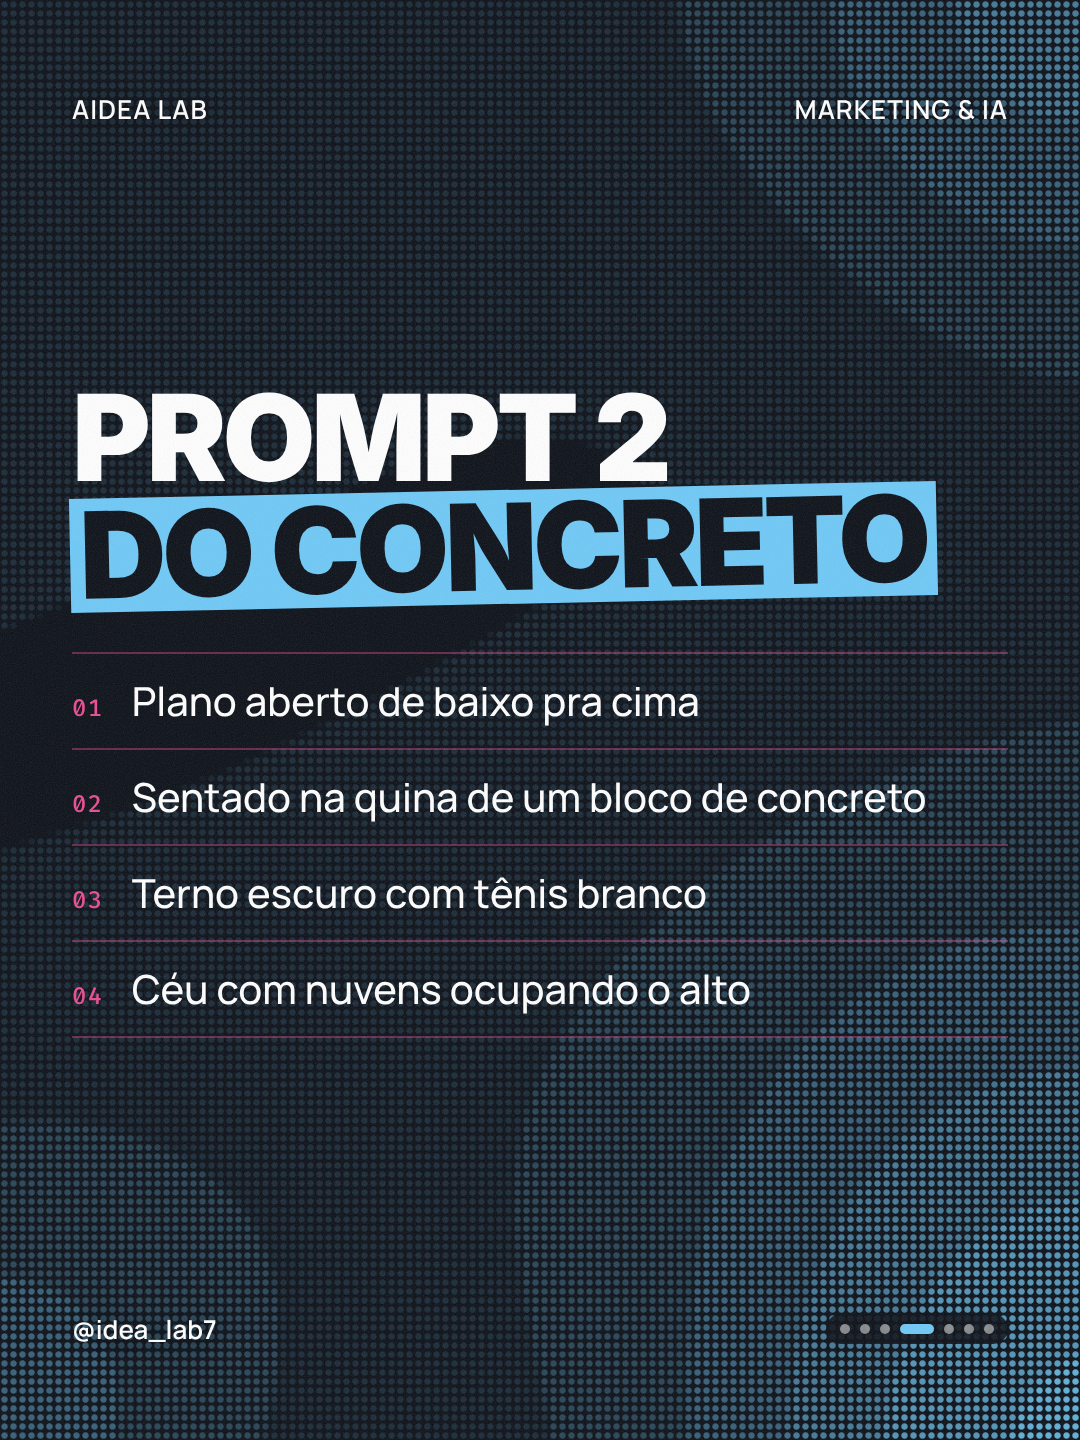 AIDEA LAB
MARKETING & IA
PROMPT 2
DO CONCRETO
01 Plano aberto de baixo pra cima
02 Sentado na quina de um bloco de concreto
03 Terno escuro com tênis branco
04 Céu com nuvens ocupando o alto
@idea_lab7